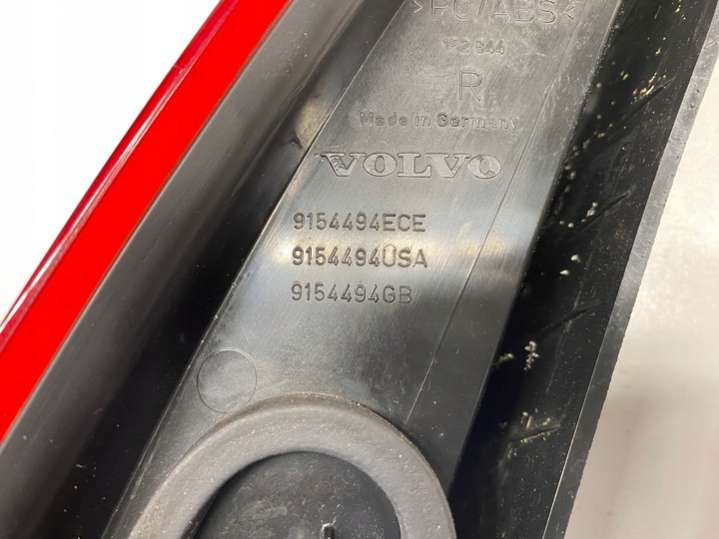 >PC/ABS<
R
Made in Germany
VOLVO
9154494ECE
9154494USA
9154494GB